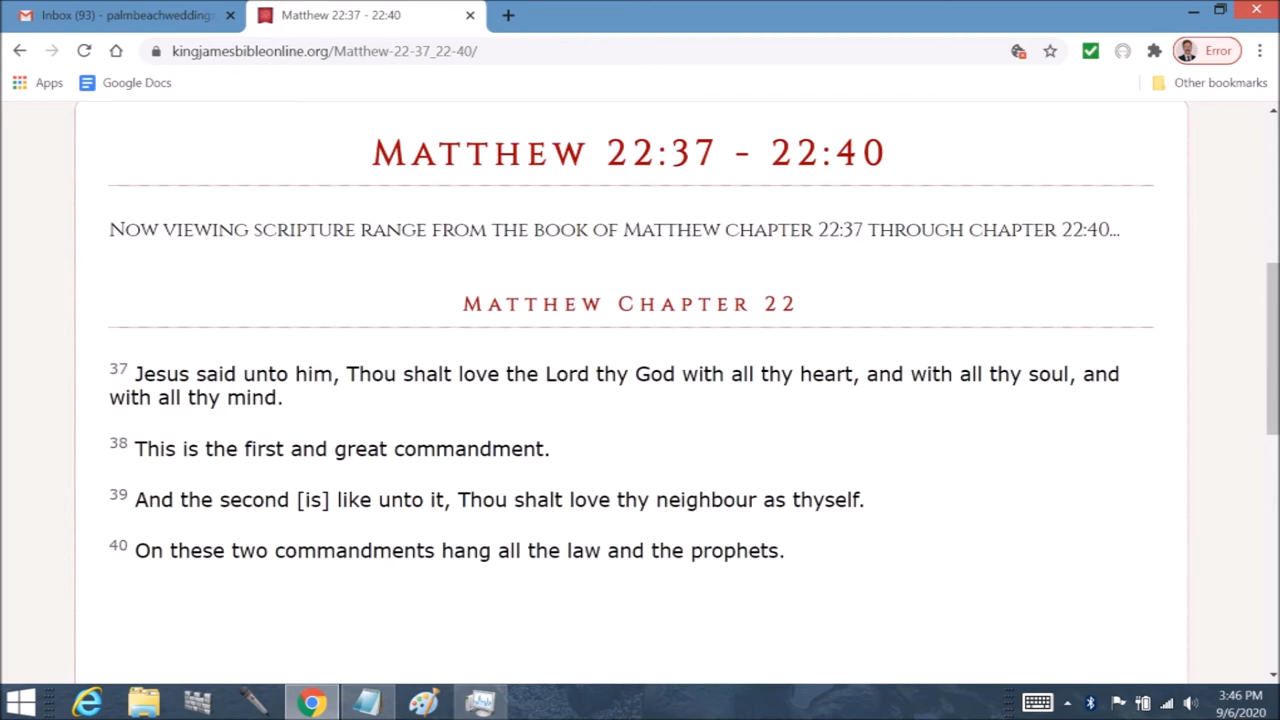 Inbox (93) - palmbeachwedding
Matthew 22:37 - 22:40
kingjamesbibleonline.org/Matthew-22-37_22-40/
Error
Apps
Google Docs
Other bookmarks
Matthew 22:37 - 22:40
Now viewing scripture range from the book of Matthew chapter 22:37 through chapter 22:40...
Matthew Chapter 22
37 Jesus said unto him, Thou shalt love the Lord thy God with all thy heart, and with all thy soul, and
with all thy mind.
38 This is the first and great commandment.
39 And the second [is] like unto it, Thou shalt love thy neighbour as thyself.
40 On these two commandments hang all the law and the prophets.
3:46 PM
9/6/2020